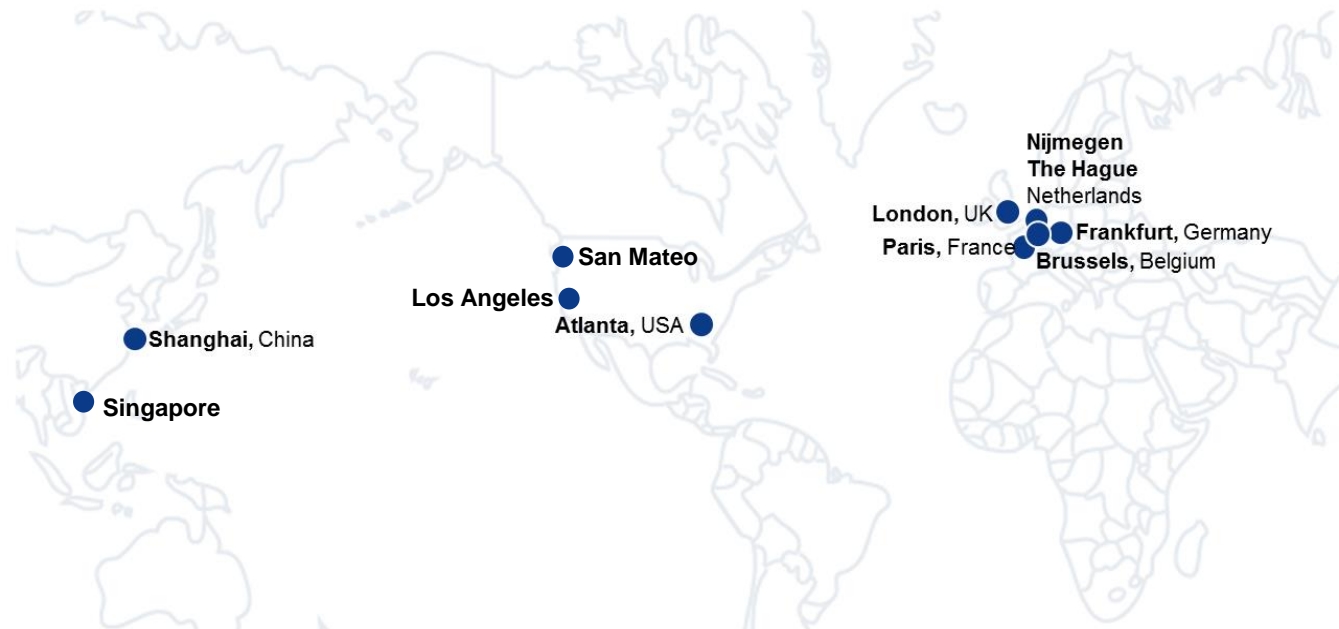 Nijmegen
The Hague
Netherlands
London, UK
Frankfurt, Germany
Paris, France
Brussels, Belgium
San Mateo
Los Angeles
Atlanta, USA
Shanghai, China
Singapore